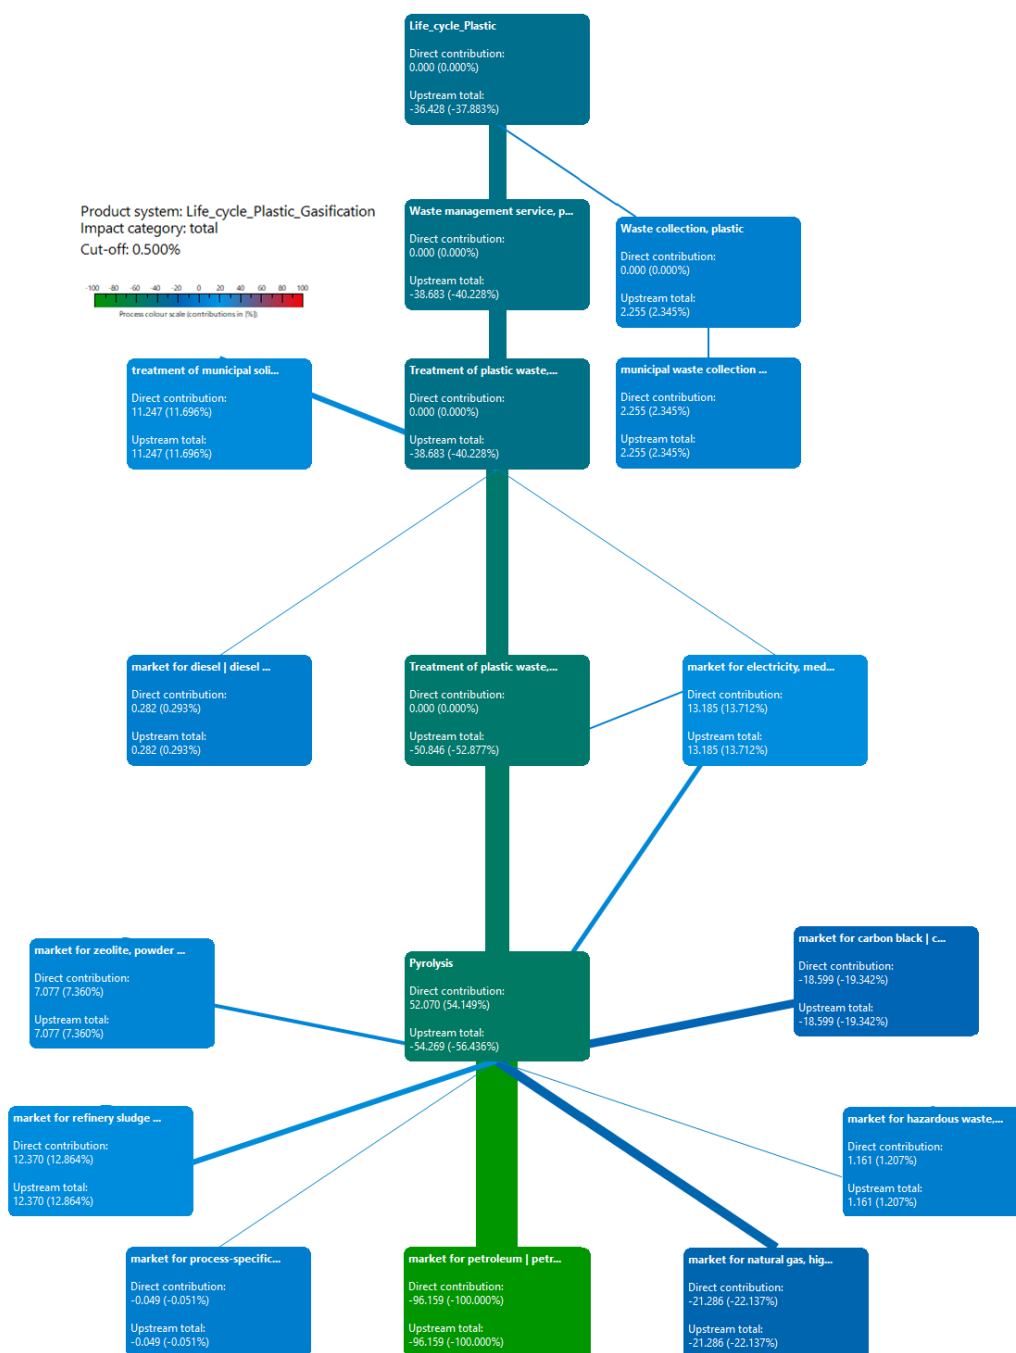 Life_cycle_Plastic
Direct contribution:
0.000 (0.000%)
Upstream total:
-36.428 (-37.883%)
Product system: Life_cycle_Plastic_Gasification
Impact category: total
Cut-off: 0.500%
-100 -80 -60 -40 -20 0 20 40 60 80 100
Process colour scale (contributions in [%])
Waste management service, p...
Direct contribution:
0.000 (0.000%)
Upstream total:
-38.683 (-40.228%)
Waste collection, plastic
Direct contribution:
0.000 (0.000%)
Upstream total:
2.255 (2.345%)
treatment of municipal soli...
Direct contribution:
11.247 (11.696%)
Upstream total:
11.247 (11.696%)
Treatment of plastic waste,...
Direct contribution:
0.000 (0.000%)
Upstream total:
-38.683 (-40.228%)
municipal waste collection ...
Direct contribution:
2.255 (2.345%)
Upstream total:
2.255 (2.345%)
market for diesel | diesel ...
Direct contribution:
0.282 (0.293%)
Upstream total:
0.282 (0.293%)
Treatment of plastic waste,...
Direct contribution:
0.000 (0.000%)
Upstream total:
-50.846 (-52.877%)
market for electricity, med...
Direct contribution:
13.185 (13.712%)
Upstream total:
13.185 (13.712%)
market for zeolite, powder ...
Direct contribution:
7.077 (7.360%)
Upstream total:
7.077 (7.360%)
Pyrolysis
Direct contribution:
52.070 (54.149%)
Upstream total:
-54.269 (-56.436%)
market for carbon black | c...
Direct contribution:
-18.599 (-19.342%)
Upstream total:
-18.599 (-19.342%)
market for refinery sludge ...
Direct contribution:
12.370 (12.864%)
Upstream total:
12.370 (12.864%)
market for hazardous waste,...
Direct contribution:
1.161 (1.207%)
Upstream total:
1.161 (1.207%)
market for process-specific...
Direct contribution:
-0.049 (-0.051%)
Upstream total:
-0.049 (-0.051%)
market for petroleum | petr...
Direct contribution:
-96.159 (-100.000%)
Upstream total:
-96.159 (-100.000%)
market for natural gas, hig...
Direct contribution:
-21.286 (-22.137%)
Upstream total:
-21.286 (-22.137%)